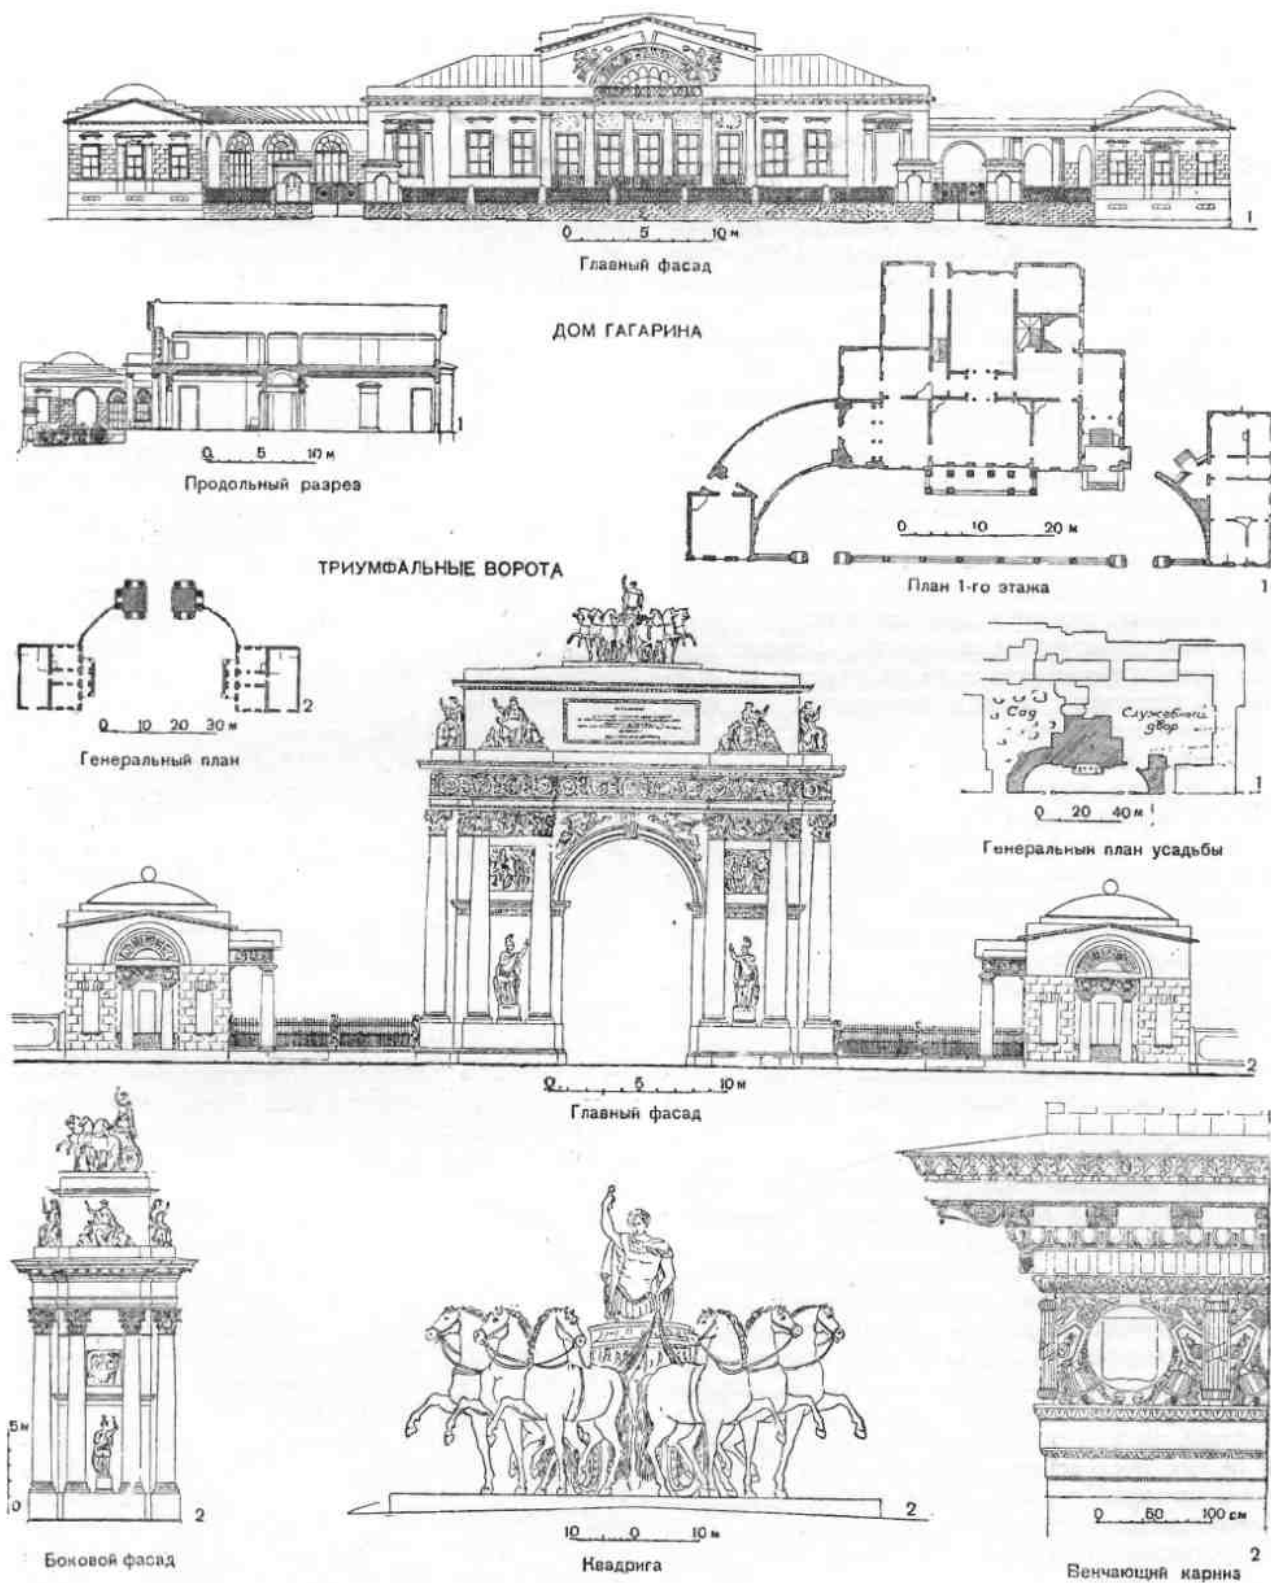 1
0 5 10 м
Главный фасад
ДОМ ГАГАРИНА
1
0 5 10 м
Продольный разрез
0 10 20 м
План 1-го этажа
1
ТРИУМФАЛЬНЫЕ ВОРОТА
2
0 10 20 30 м
Генеральный план
Сад
Служебный
двор
1
0 20 40 м
Генеральный план усадьбы
2
0 5 10 м
Главный фасад
5 м
0
2
Боковой фасад
2
10 0 10 м
Квадрига
0 50 100 см
2
Венчающий карниз